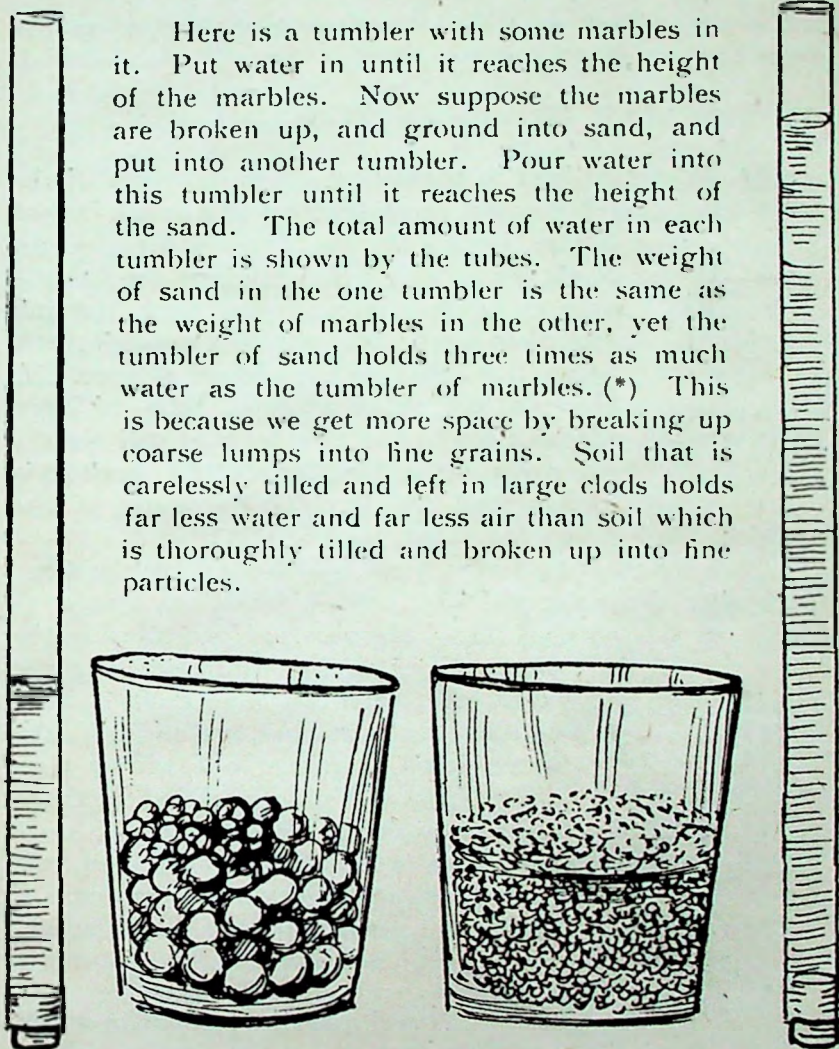 Here is a tumbler with some marbles in
it. Put water in until it reaches the height
of the marbles. Now suppose the marbles
are broken up, and ground into sand, and
put into another tumbler. Pour water into
this tumbler until it reaches the height of
the sand. The total amount of water in each
tumbler is shown by the tubes. The weight
of sand in the one tumbler is the same as
the weight of marbles in the other, yet the
tumbler of sand holds three times as much
water as the tumbler of marbles. (*) This
is because we get more space by breaking up
coarse lumps into fine grains. Soil that is
carelessly tilled and left in large clods holds
far less water and far less air than soil which
is thoroughly tilled and broken up into fine
particles.